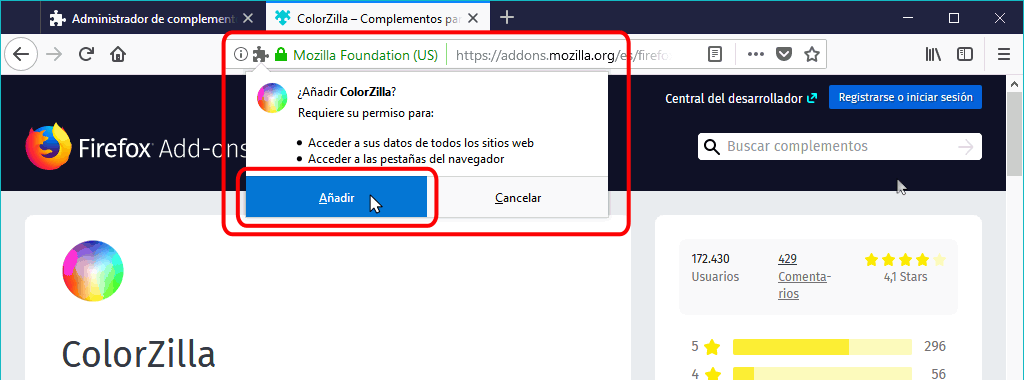 Administrador de complement
ColorZilla – Complementos pa
Mozilla Foundation (US)
https://addons.mozilla.org/es/firefo
¿Añadir ColorZilla?
Requiere su permiso para:
• Acceder a sus datos de todos los sitios web
• Acceder a las pestañas del navegador
Añadir
Cancelar
Central del desarrollador
Registrarse o iniciar sesión
Firefox Add-ons
Buscar complementos
ColorZilla
172.430
Usuarios
429
Comenta-
rios
4,1 Stars
5
296
4
56